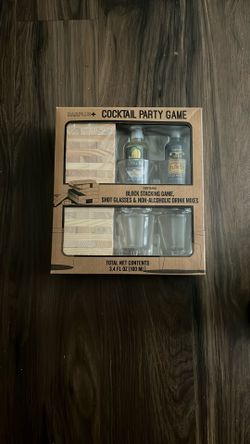 COCKTAIL PARTY GAME
BLOCK STACKING GAME,
SHOT GLASSES & NON-ALCOHOLIC DRINK MIXES
TOTAL NET CONTENTS
3.4 FL OZ (100 ML)